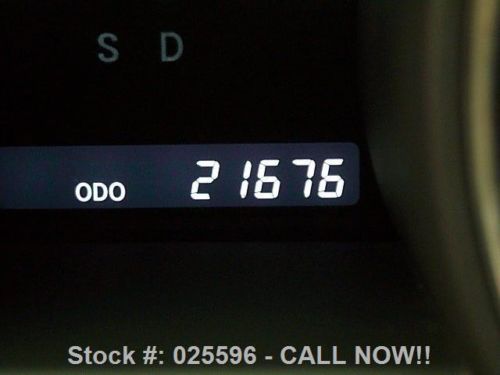 S D
ODO 21676
Stock #: 025596 - CALL NOW!!